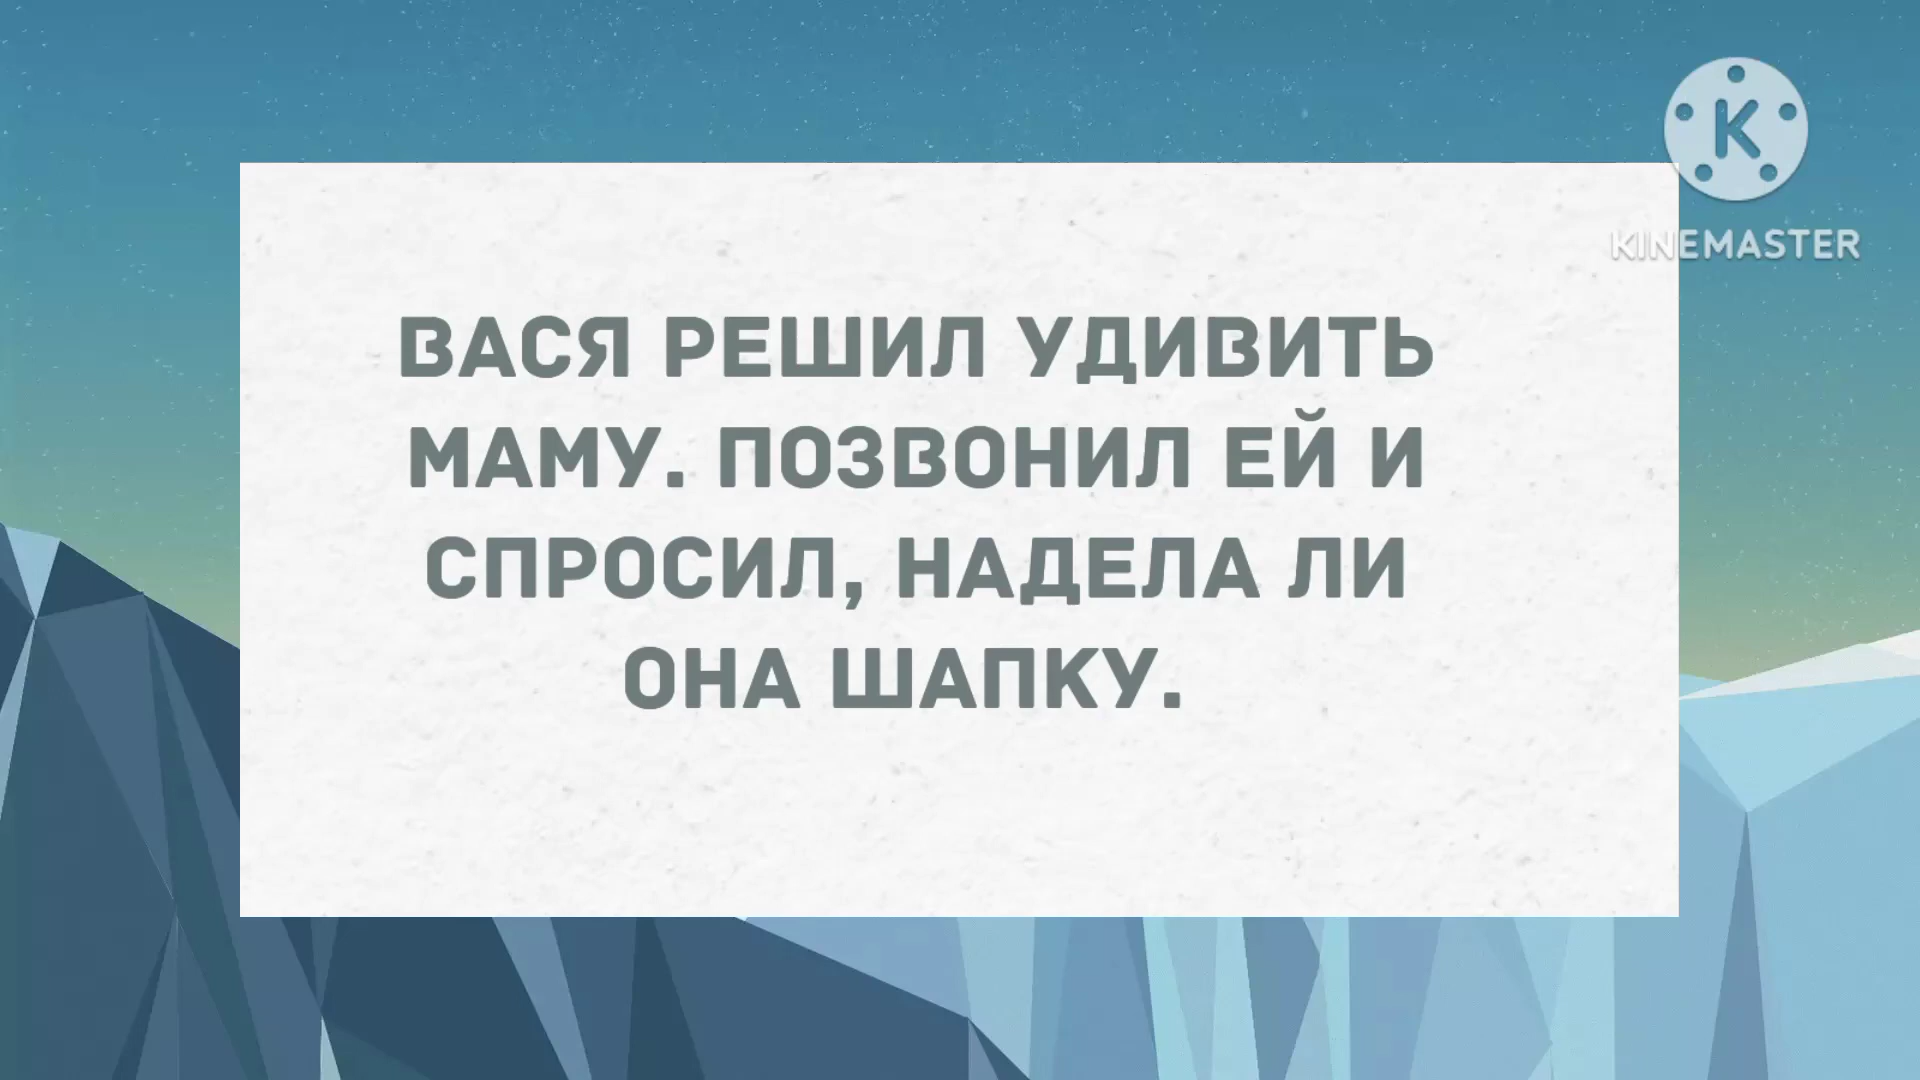 K
KINEMASTER
ВАСЯ РЕШИЛ УДИВИТЬ
МАМУ. ПОЗВОНИЛ ЕЙ И
СПРОСИЛ, НАДЕЛА ЛИ
ОНА ШАПКУ.